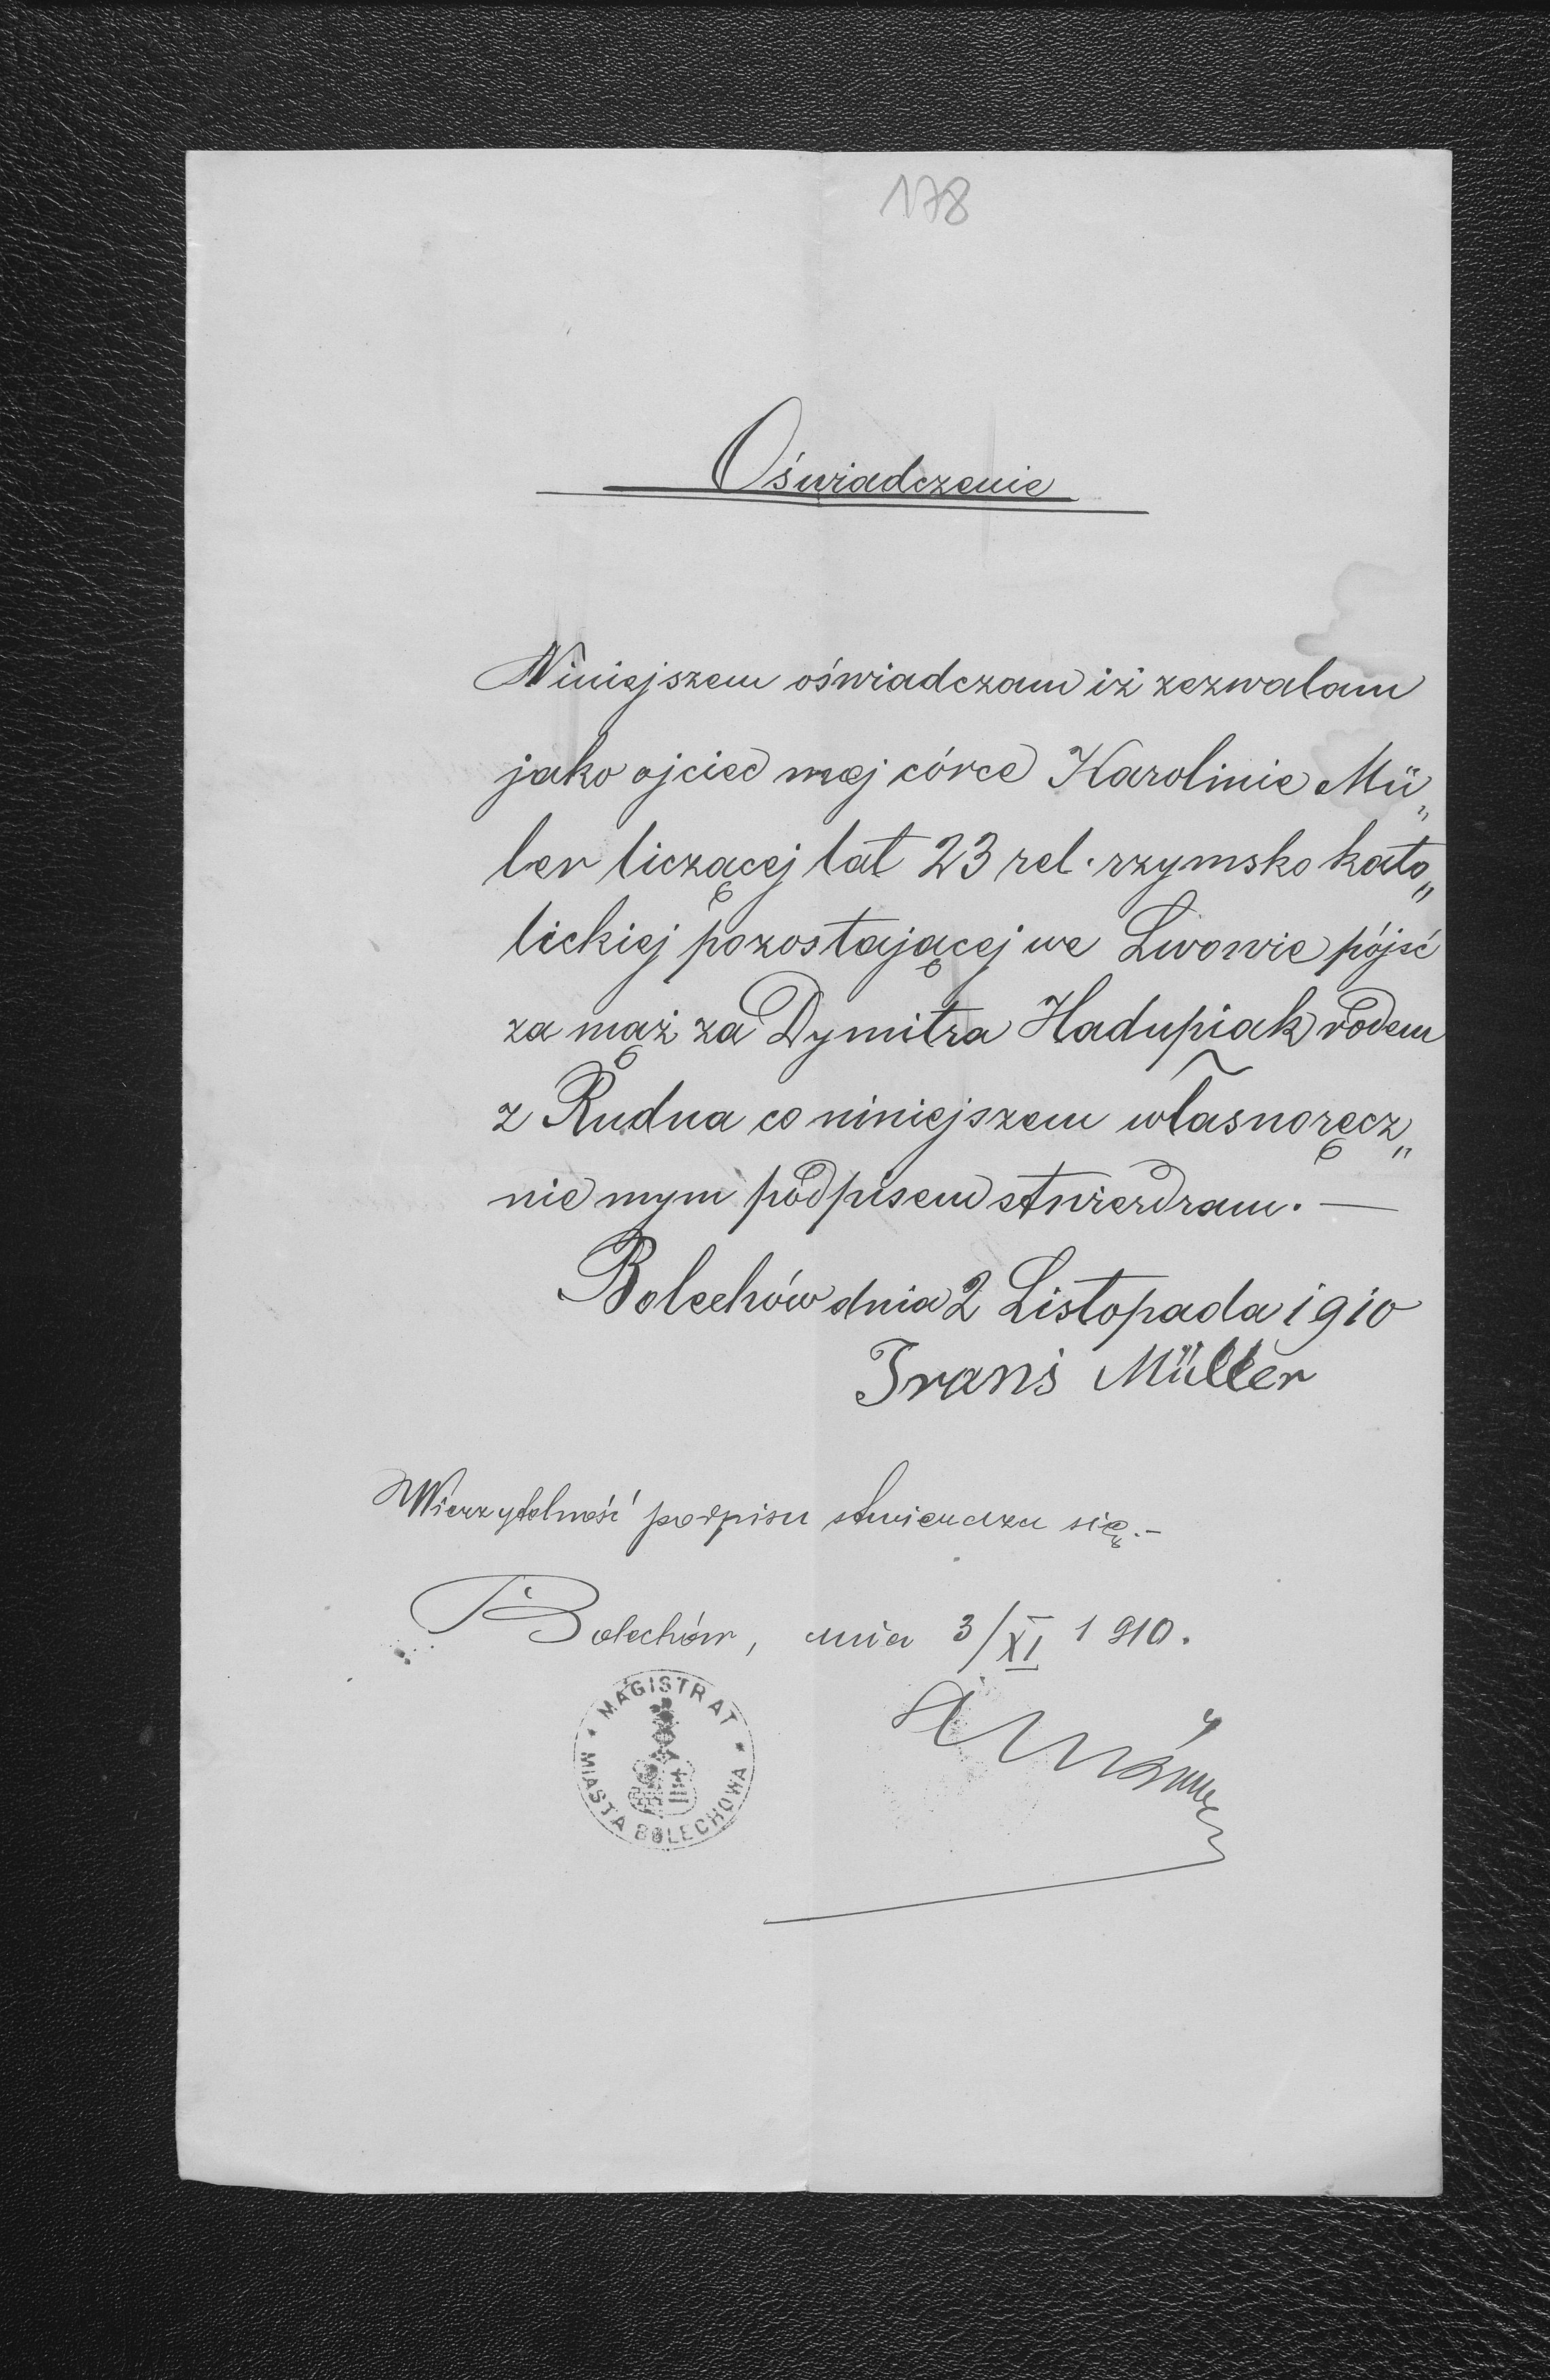 178
Oświadczenie
Niniejszem oświadczam iż zezwalam
jako ojciec mej córce Karolinie Mü„
ler liczącej lat 23 rel. rzymsko kato„
lickiej pozostającej we Lwowie pójść
za mąż za Dymitra Hadupiak rodem
z Rudna co niniejszem własnoręcz„
nie mym podpisem stwierdzam. —
Bolechów dnia 2 Listopada 1910
Frans Müller
Wierzytelność podpisu stwierdza się. –
Bolechów, dnia 3/XI 1910.
MAGISTRAT
MIASTA BOLECHOWA